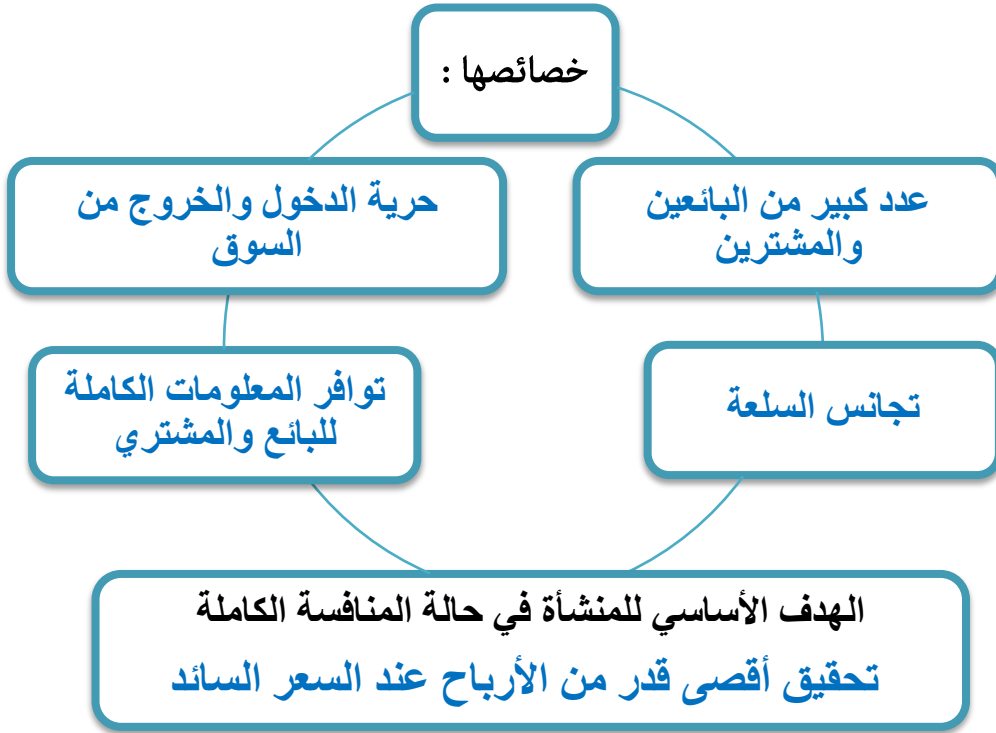 خصائصها :
عدد كبير من البائعين
والمشترين
حرية الدخول والخروج من
السوق
تجانس السلعة
توافر المعلومات الكاملة
للبائع والمشتري
الهدف الأساسي للمنشأة في حالة المنافسة الكاملة
تحقيق أقصى قدر من الأرباح عند السعر السائد